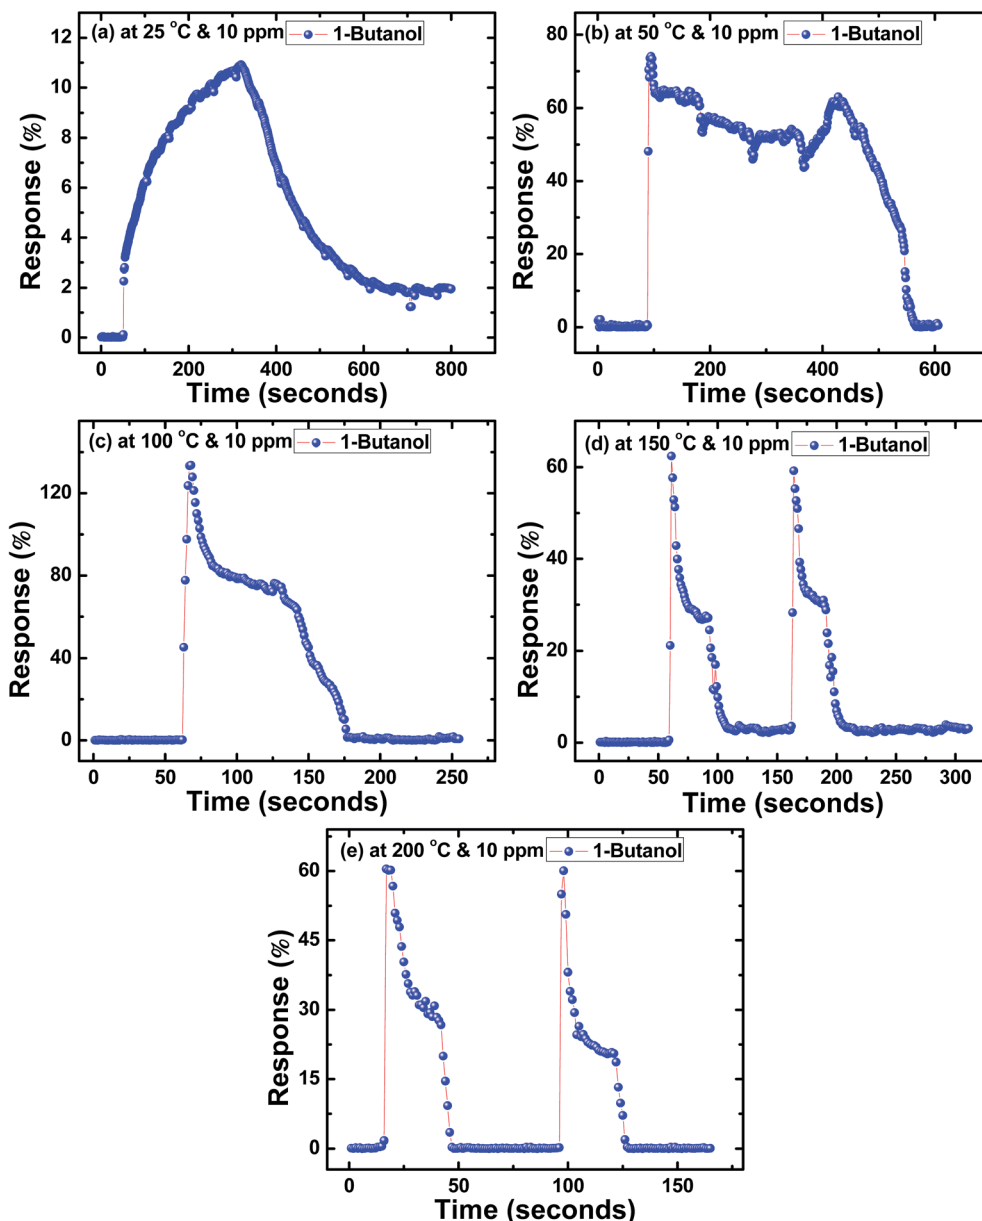 (a) at 25 °C & 10 ppm
1-Butanol
Response (%)
12
10
8
6
4
2
0
0 200 400 600 800
Time (seconds)
(b) at 50 °C & 10 ppm
1-Butanol
Response (%)
80
60
40
20
0
0 200 400 600
Time (seconds)
(c) at 100 °C & 10 ppm
1-Butanol
Response (%)
120
80
40
0
0 50 100 150 200 250
Time (seconds)
(d) at 150 °C & 10 ppm
1-Butanol
Response (%)
60
40
20
0
0 50 100 150 200 250 300
Time (seconds)
(e) at 200 °C & 10 ppm
1-Butanol
Response (%)
60
45
30
15
0
0 50 100 150
Time (seconds)